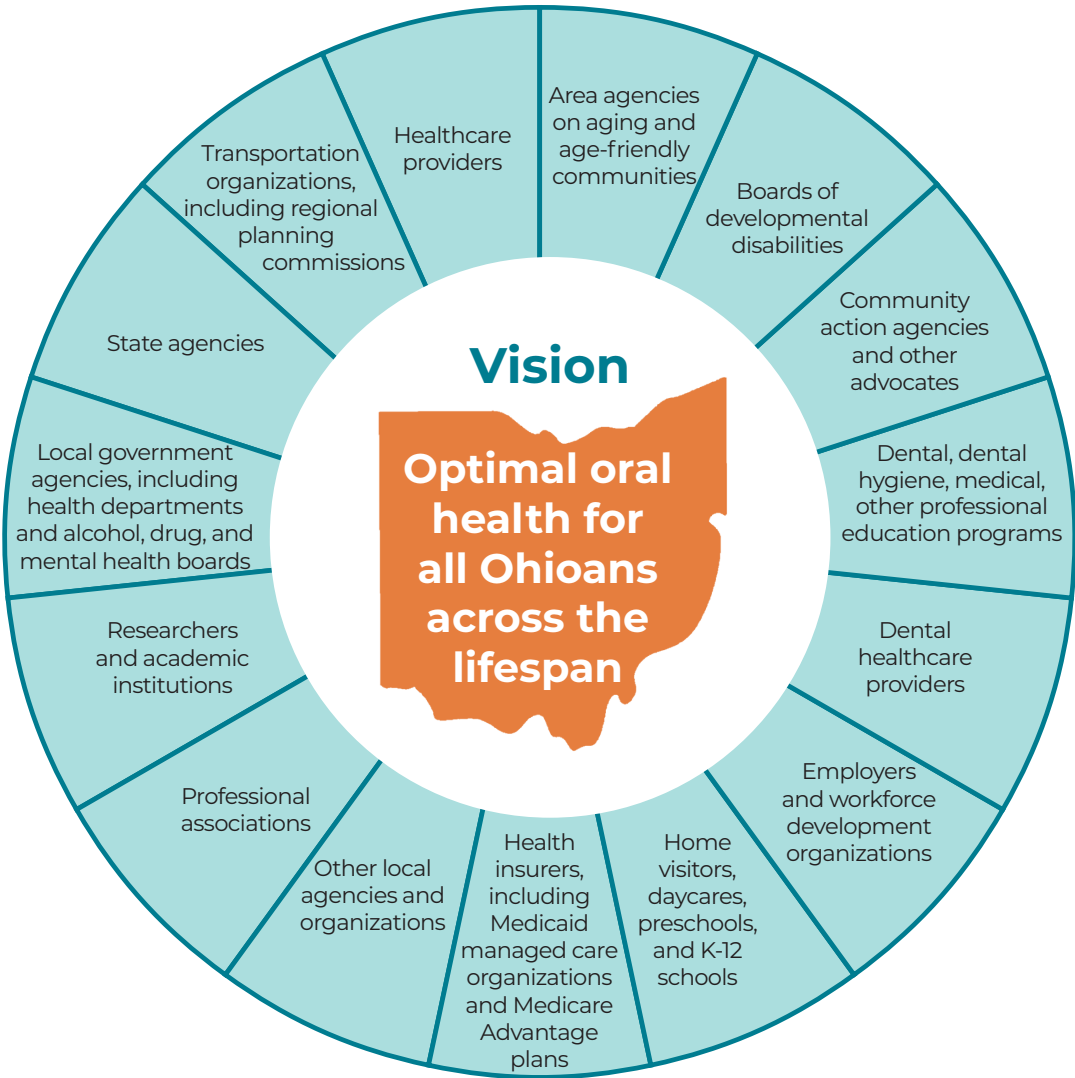 Vision
Optimal oral
health for
all Ohioans
across the
lifespan
Area agencies
on aging and
age-friendly
communities
Boards of
developmental
disabilities
Community
action agencies
and other
advocates
Dental, dental
hygiene, medical,
other professional
education programs
Dental
healthcare
providers
Employers
and workforce
development
organizations
Home
visitors,
daycares,
preschools,
and K-12
schools
Health
insurers,
including
Medicaid
managed care
organizations
and Medicare
Advantage
plans
Other local
agencies and
organizations
Professional
associations
Researchers
and academic
institutions
Local government
agencies, including
health departments
and alcohol, drug, and
mental health boards
State agencies
Transportation
organizations,
including regional
planning
commissions
Healthcare
providers